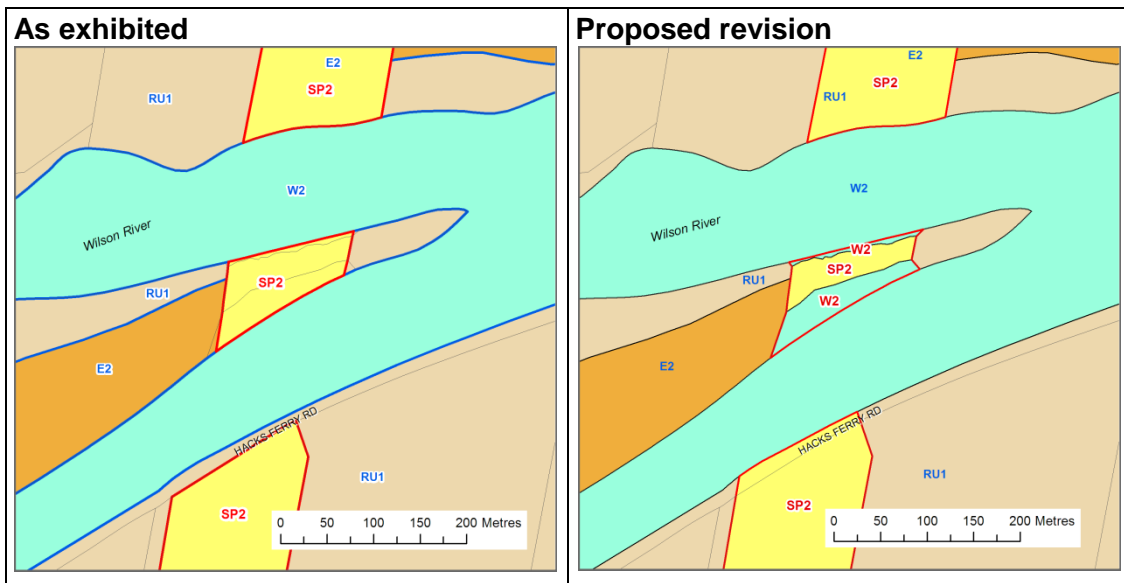 As exhibited
E2
SP2
RU1
W2
Wilson River
SP2
RU1
E2
HACKS FERRY RD
RU1
SP2
0 50 100 150 200 Metres
Proposed revision
E2
SP2
RU1
W2
Wilson River
W2
SP2
RU1
W2
E2
HACKS FERRY RD
RU1
SP2
0 50 100 150 200 Metres